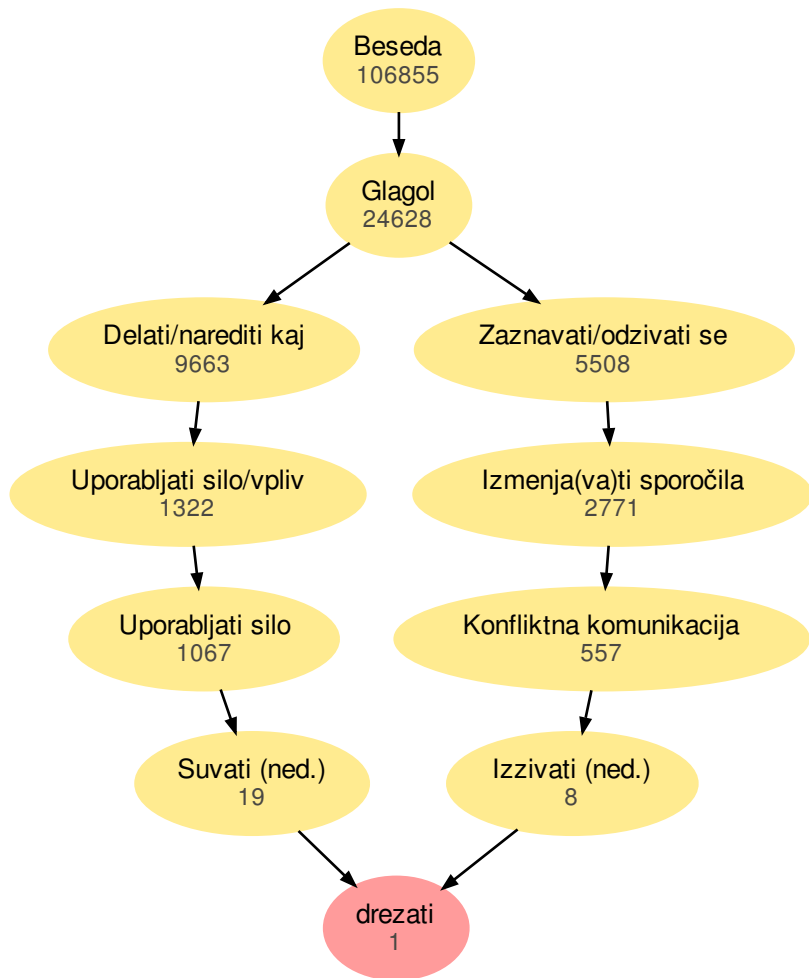 Beseda
106855
Glagol
24628
Delati/narediti kaj
9663
Zaznavati/odzivati se
5508
Uporabljati silo/vpliv
1322
Izmenja(va)ti sporočila
2771
Uporabljati silo
1067
Konfliktna komunikacija
557
Suvati (ned.)
19
Izzivati (ned.)
8
drezati
1